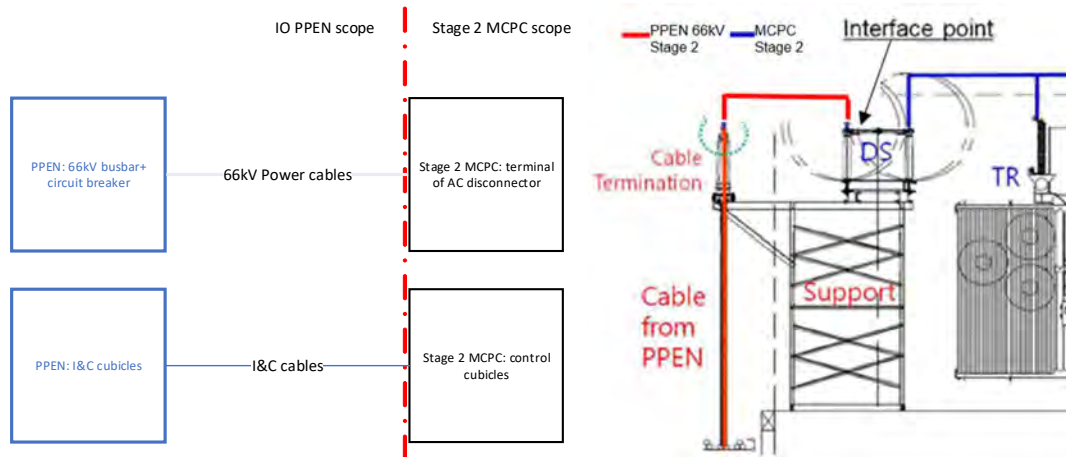 IO PPEN scope
Stage 2 MCPC scope
PPEN: 66kV busbar+
circuit breaker
66kV Power cables
Stage 2 MCPC: terminal
of AC disconnector
PPEN: I&C cubicles
I&C cables
Stage 2 MCPC: control
cubicles
PPEN 66kV
Stage 2
MCPC
Stage 2
Interface point
Cable
Termination
DS
TR
Cable
from
PPEN
Support